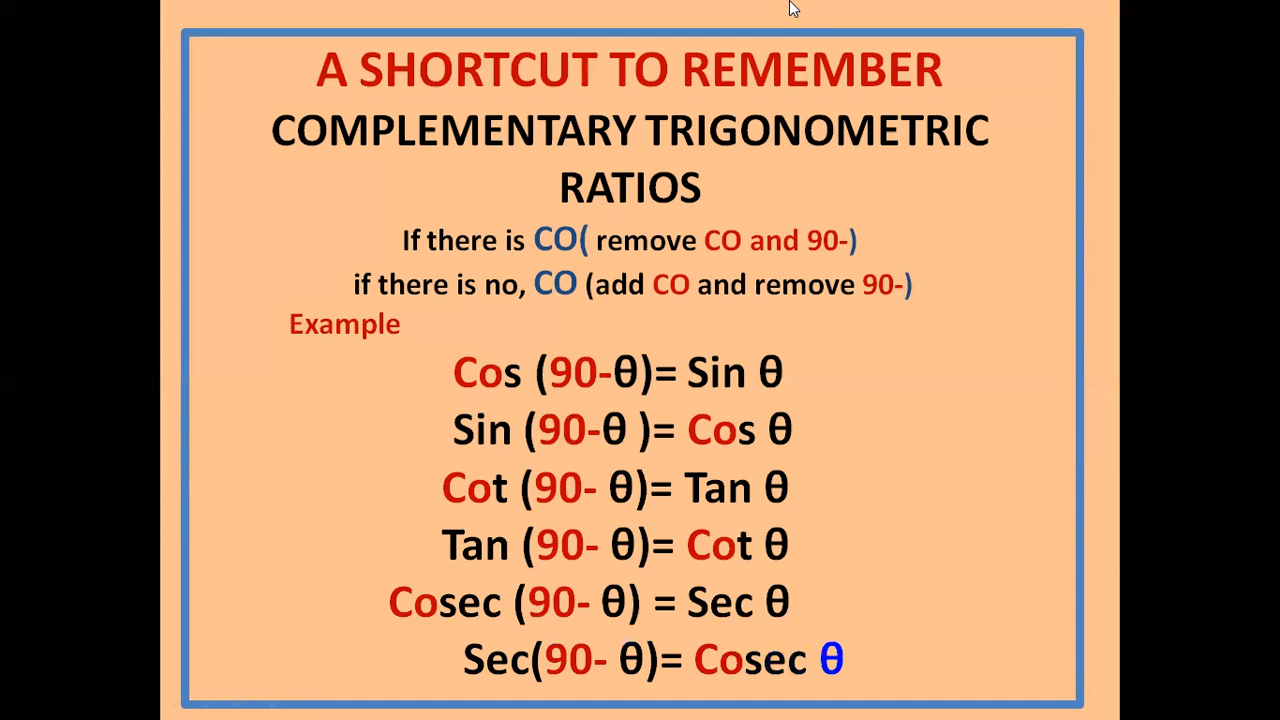 A SHORTCUT TO REMEMBER
COMPLEMENTARY TRIGONOMETRIC
RATIOS
If there is CO( remove CO and 90-)
if there is no, CO (add CO and remove 90-)
Example
Cos (90-θ)= Sin θ
Sin (90-θ )= Cos θ
Cot (90- θ)= Tan θ
Tan (90- θ)= Cot θ
Cosec (90- θ) = Sec θ
Sec(90- θ)= Cosec θ